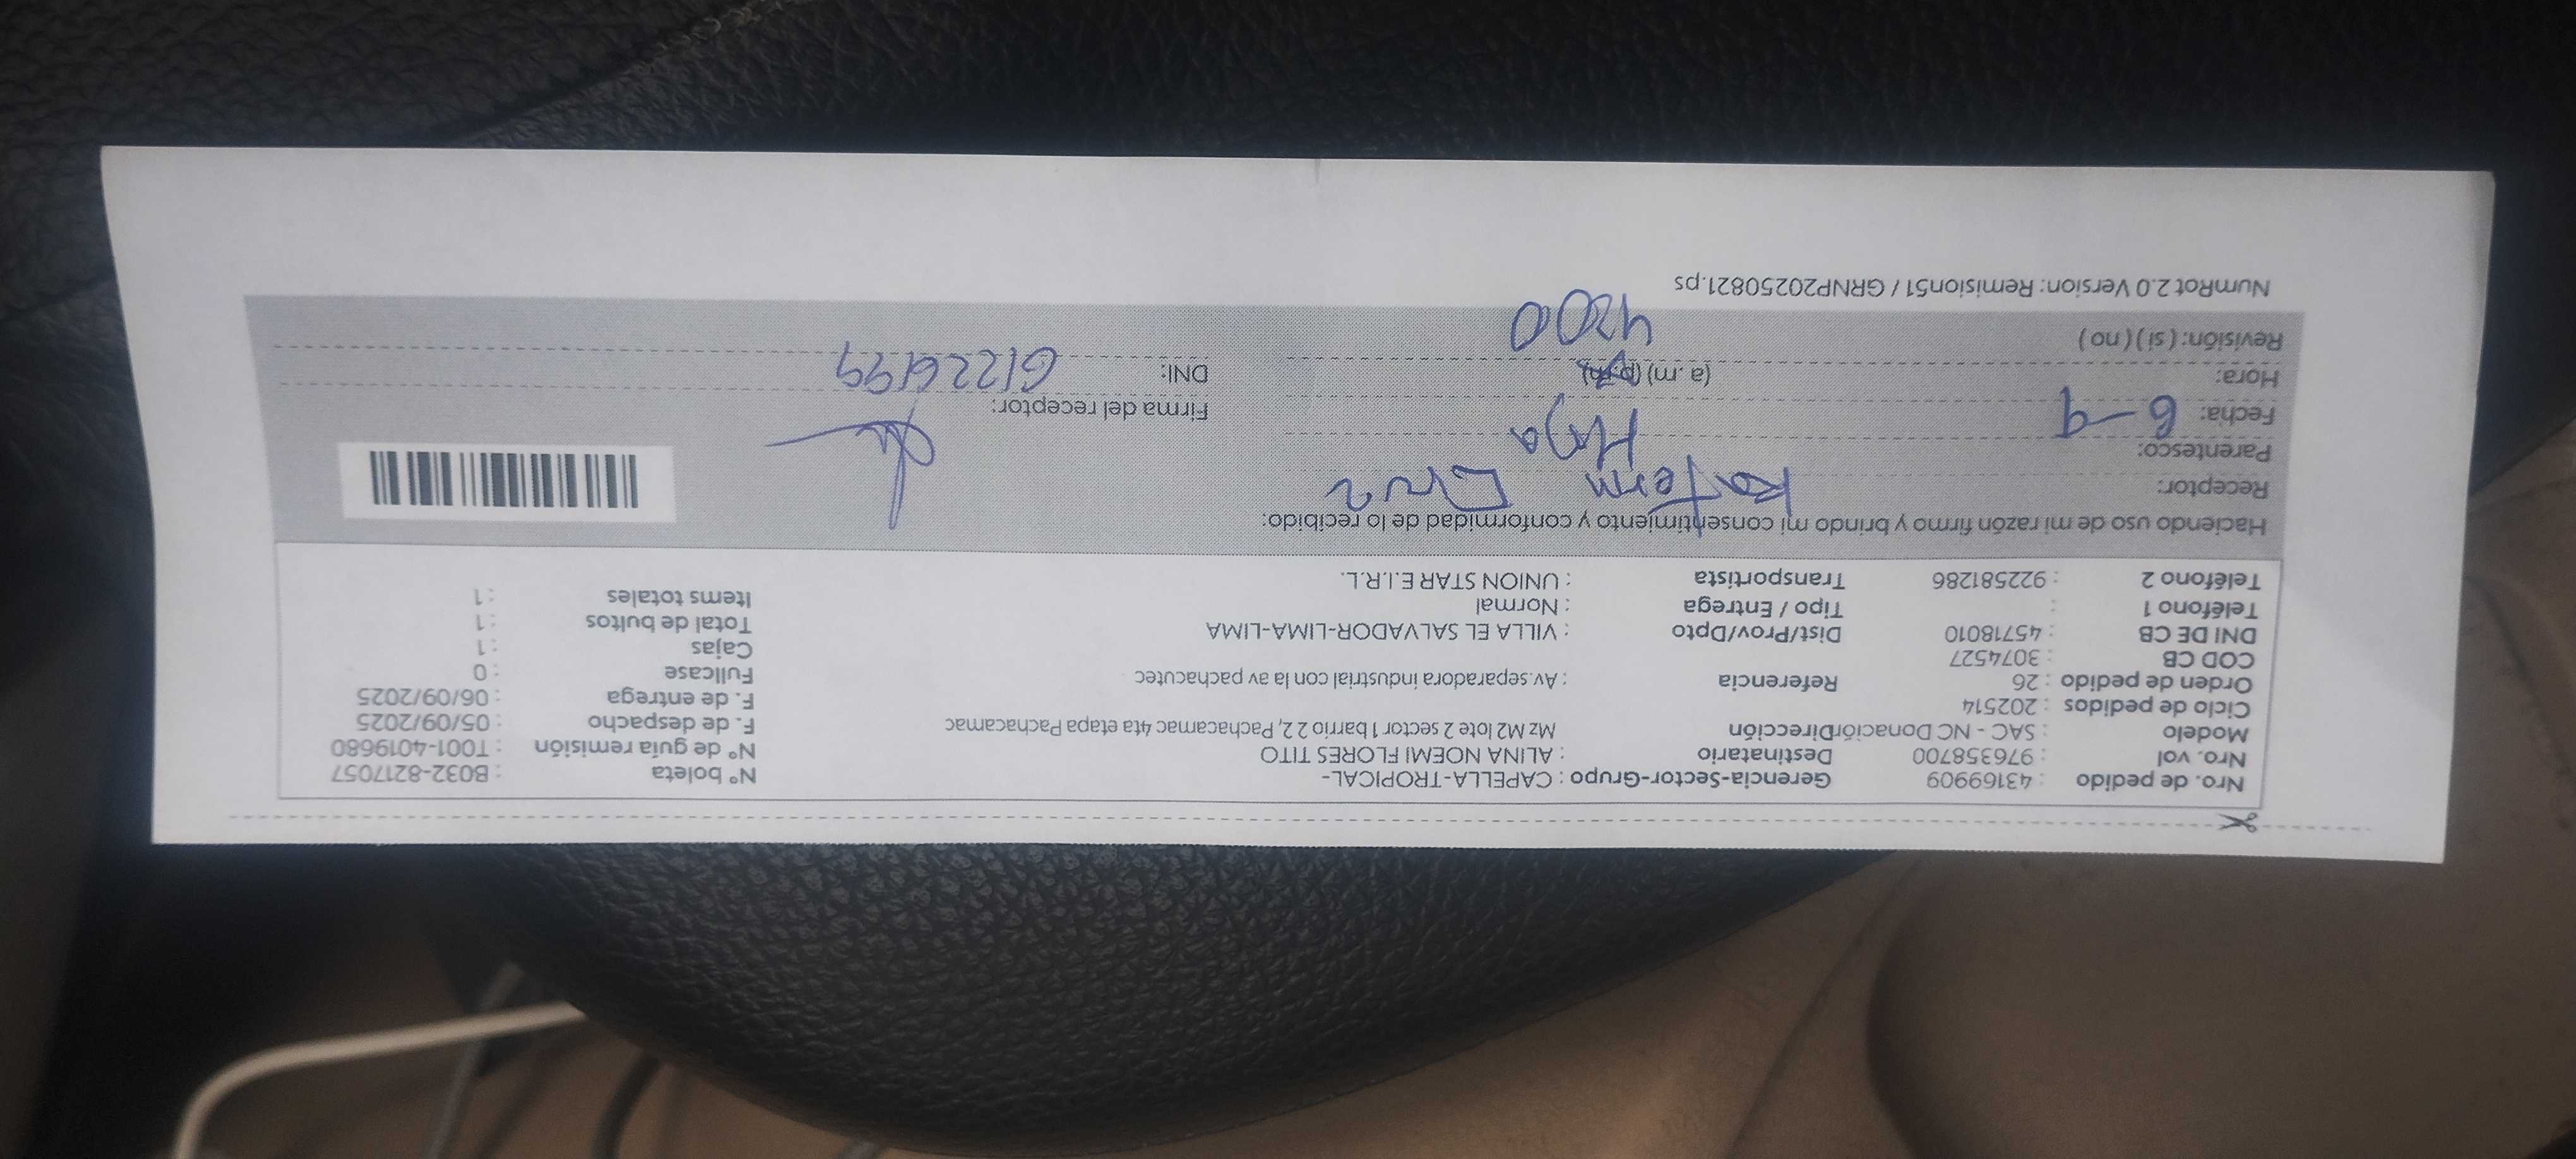 Nro. de pedido : 43169909 Gerencia-Sector-Grupo : CAPELLA-TROPICAL- N° boleta : B032-8217057
Nro. vol : 976358700 Destinatario : ALINA NOEMI FLORES TITO N° de guía remisión : T001-4019680
Modelo : SAC - NC Donación Dirección Mz M2 lote 2 sector 1 barrio 2 2, Pachacamac 4ta etapa Pachacamac F. de despacho : 05/09/2025
Ciclo de pedidos : 202514 F. de entrega : 06/09/2025
Orden de pedido : 26 Referencia : Av. separadora industrial con la av pachacutec Fullcase : 0
COD CB : 3074527 Cajas : 1
DNI DE CB : 45718010 Dist/Prov/Dpto : VILLA EL SALVADOR-LIMA-LIMA Total de bultos : 1
Teléfono 1 : Tipo / Entrega : Normal Items totales : 1
Teléfono 2 : 922581286 Transportista : UNION STAR E.I.R.L.
Haciendo uso de mi razón firmo y brindo mi consentimiento y conformidad de lo recibido:
Receptor:
Parentesco:
Fecha: 6-9 Firma del receptor:
Hora: (a.m) (p.m) DNI: 61226199
Revisión: (si) (no)
NumRot 2.0 Version: Remision51 / GRNP20250821.ps